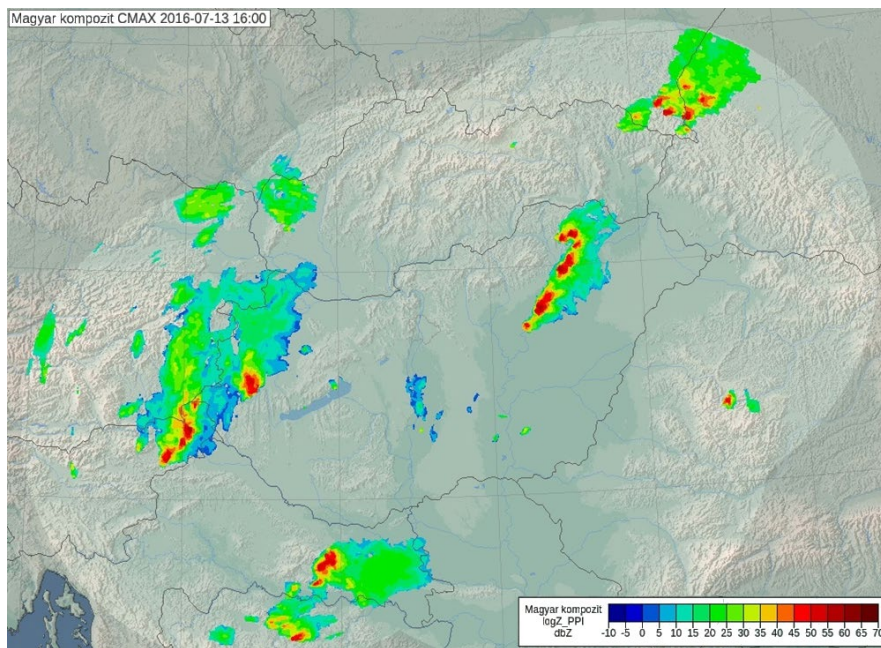 Magyar kompozit CMAX 2016-07-13 16:00
Magyar kompozit
logZ_PPI
dbZ
-10 -5 0 5 10 15 20 25 30 35 40 45 50 55 60 65 70